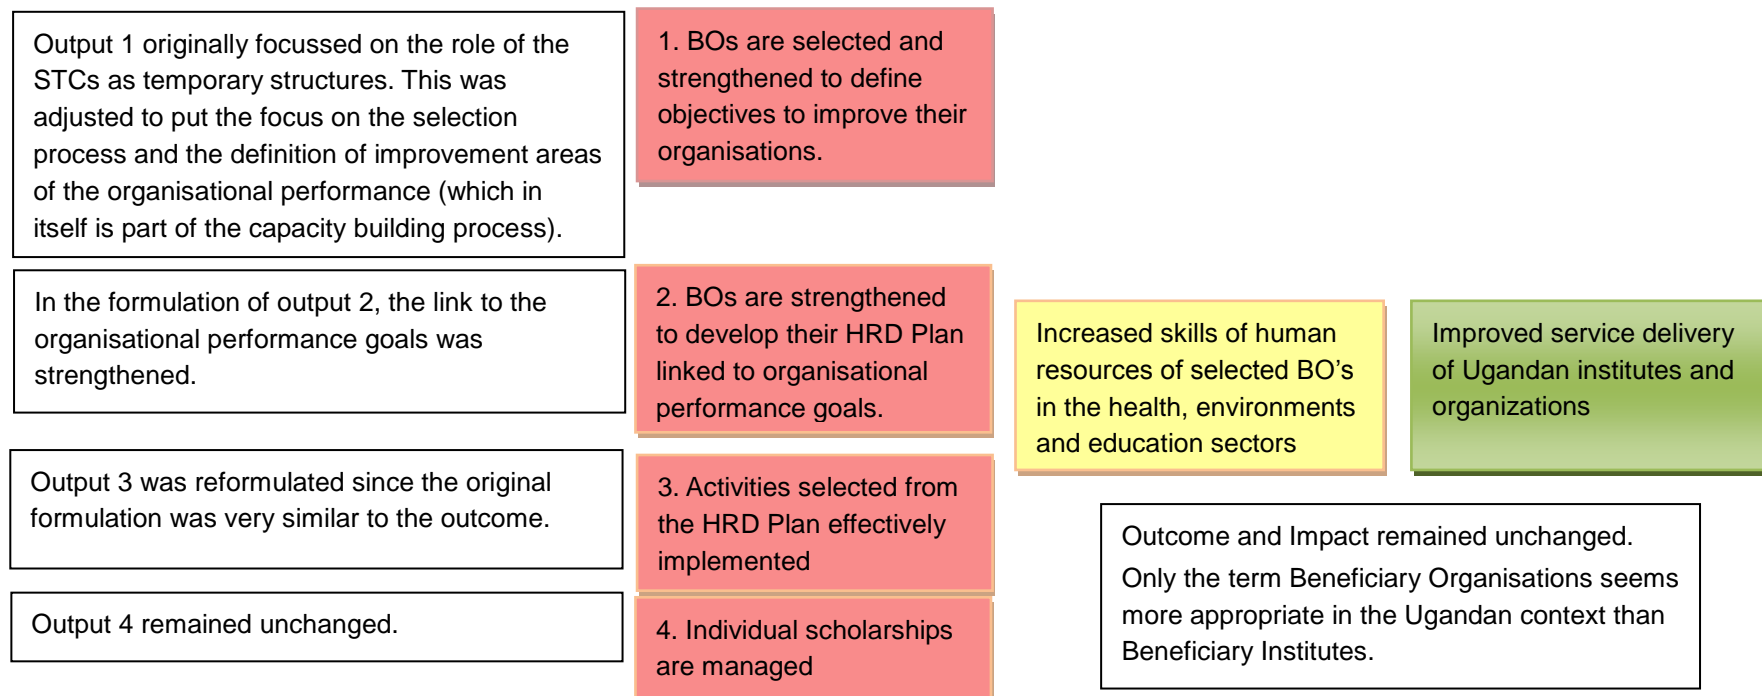 Output 1 originally focussed on the role of the
STCs as temporary structures. This was
adjusted to put the focus on the selection
process and the definition of improvement areas
of the organisational performance (which in
itself is part of the capacity building process).
1. BOs are selected and
strengthened to define
objectives to improve their
organisations.
In the formulation of output 2, the link to the
organisational performance goals was
strengthened.
2. BOs are strengthened
to develop their HRD Plan
linked to organisational
performance goals.
Increased skills of human
resources of selected BO’s
in the health, environments
and education sectors
Improved service delivery
of Ugandan institutes and
organizations
Output 3 was reformulated since the original
formulation was very similar to the outcome.
3. Activities selected from
the HRD Plan effectively
implemented
Outcome and Impact remained unchanged.
Only the term Beneficiary Organisations seems
more appropriate in the Ugandan context than
Beneficiary Institutes.
Output 4 remained unchanged.
4. Individual scholarships
are managed